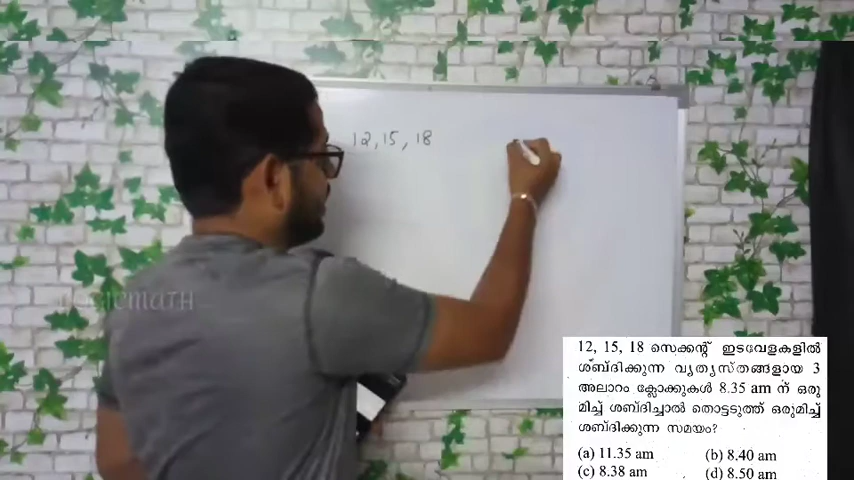 12, 15, 18
LOGICMATH
12, 15, 18 സെക്കന്റ് ഇടവേളകളിൽ
ശബ്ദിക്കുന്ന വ്യത്യസ്തങ്ങളായ 3
അലാറം ക്ലോക്കുകൾ 8.35 am ന് ഒരു
മിച്ച് ശബ്ദിച്ചാൽ തൊട്ടടുത്ത് ഒരുമിച്ച്
ശബ്ദിക്കുന്ന സമയം?
(a) 11.35 am (b) 8.40 am
(c) 8.38 am (d) 8.50 am